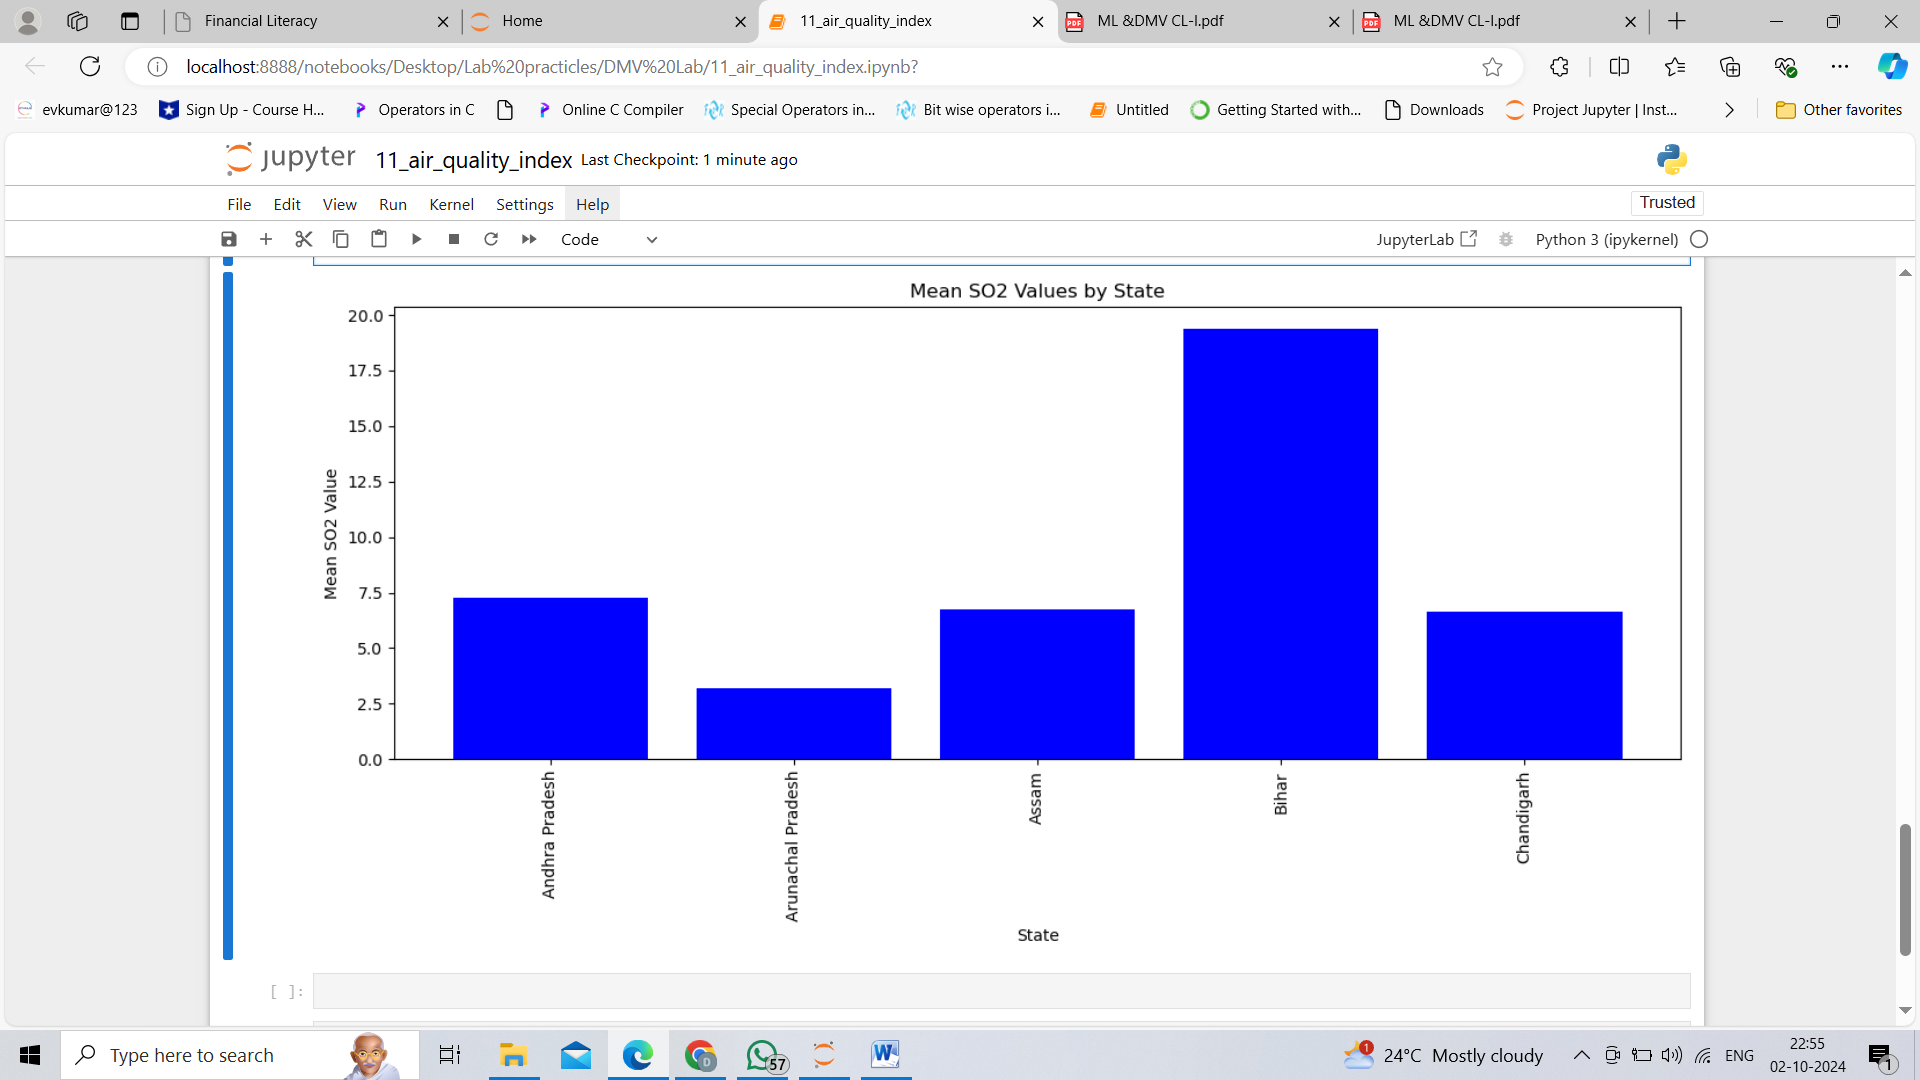 Financial Literacy
Home
11_air_quality_index
ML &DMV CL-I.pdf
ML &DMV CL-I.pdf
localhost:8888/notebooks/Desktop/Lab%20practicles/DMV%20Lab/11_air_quality_index.ipynb?
evkumar@123
Sign Up - Course H...
Operators in C
Online C Compiler
Special Operators in...
Bit wise operators i...
Untitled
Getting Started with...
Downloads
Project Jupyter | Inst...
Other favorites
jupyter
11_air_quality_index
Last Checkpoint: 1 minute ago
File
Edit
View
Run
Kernel
Settings
Help
Trusted
Code
JupyterLab
Python 3 (ipykernel)
Mean SO2 Values by State
20.0
17.5
15.0
12.5
10.0
7.5
5.0
2.5
0.0
Mean SO2 Value
Andhra Pradesh
Arunachal Pradesh
Assam
Bihar
Chandigarh
State
[ ]:
Type here to search
57
1
24°C Mostly cloudy
ENG
22:55
02-10-2024
1